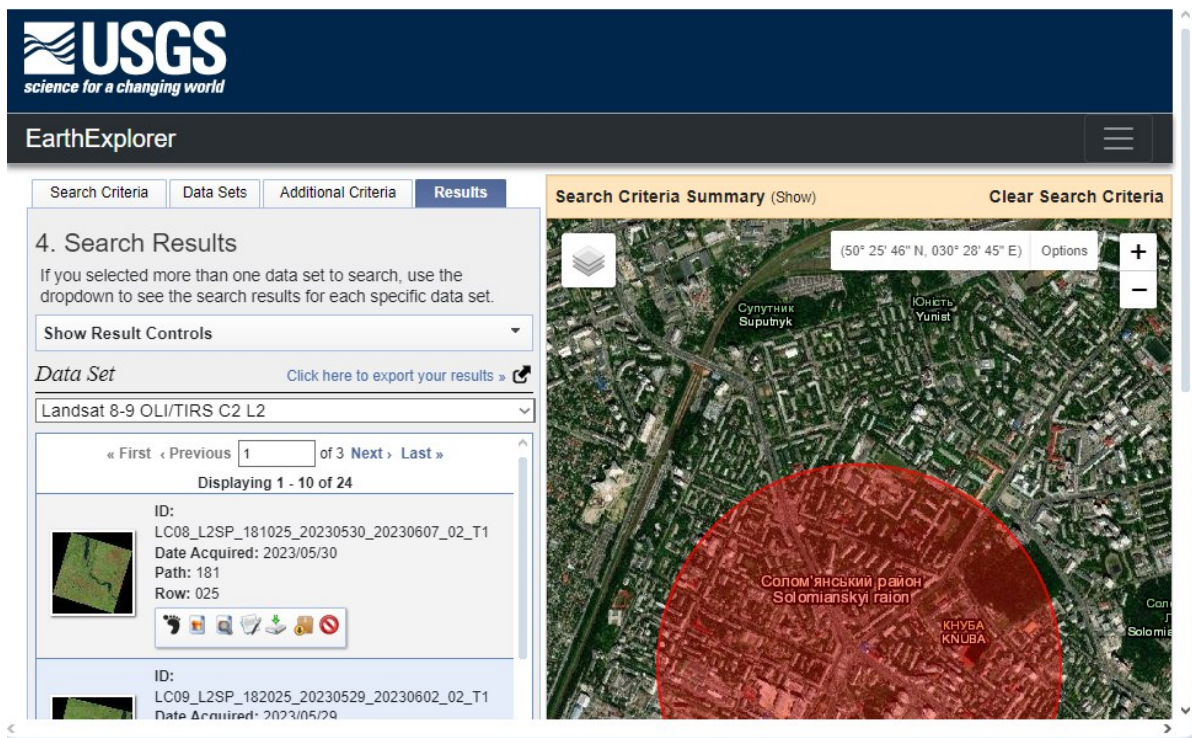 USGS
science for a changing world
EarthExplorer
Search Criteria
Data Sets
Additional Criteria
Results
4. Search Results
If you selected more than one data set to search, use the
dropdown to see the search results for each specific data set.
Show Result Controls
Data Set
Click here to export your results »
Landsat 8-9 OLI/TIRS C2 L2
« First ‹ Previous 1 of 3 Next › Last »
Displaying 1 - 10 of 24
ID:
LC08_L2SP_181025_20230530_20230607_02_T1
Date Acquired: 2023/05/30
Path: 181
Row: 025
ID:
LC09_L2SP_182025_20230529_20230602_02_T1
Date Acquired: 2023/05/29
Search Criteria Summary (Show)
Clear Search Criteria
(50° 25' 46" N, 030° 28' 45" E)
Options
+
−
Супутник
Suputnyk
Юність
Yunist
Солом'янський район
Solomianskyi raion
КНУБА
KNUBA
Сол
Solomia